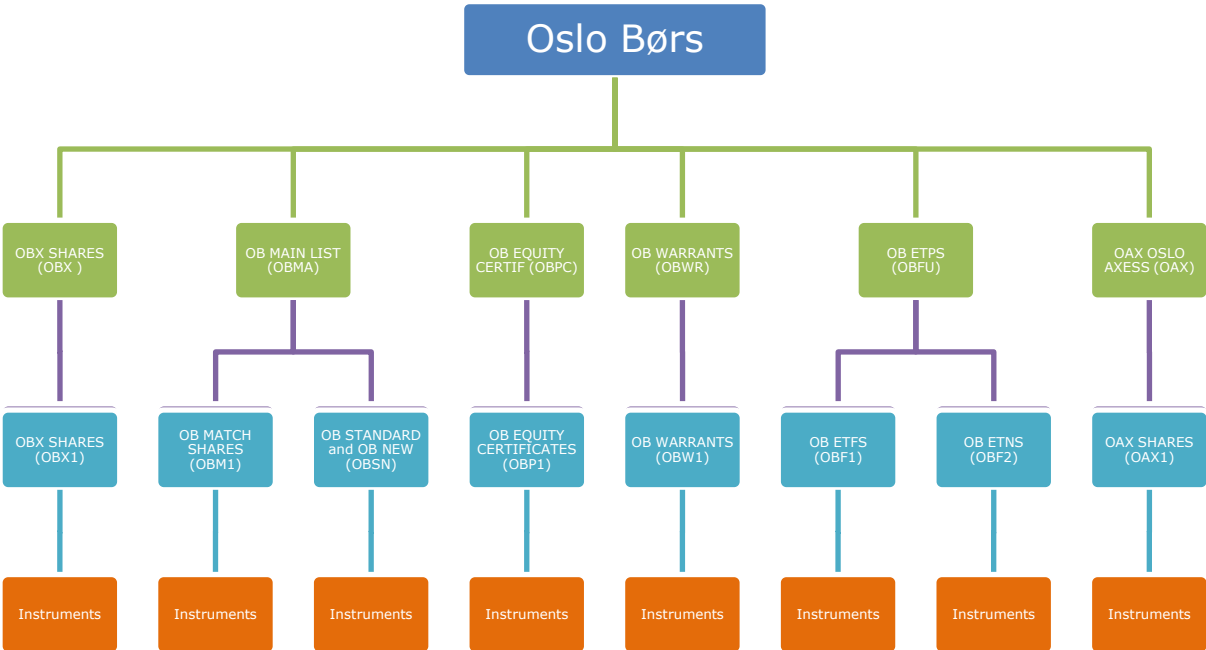 Oslo Børs
OBX SHARES
(OBX )
OB MAIN LIST
(OBMA)
OB EQUITY
CERTIF (OBPC)
OB WARRANTS
(OBWR)
OB ETPS
(OBFU)
OAX OSLO
AXESS (OAX)
OBX SHARES
(OBX1)
OB MATCH
SHARES
(OBM1)
OB STANDARD
and OB NEW
(OBSN)
OB EQUITY
CERTIFICATES
(OBP1)
OB WARRANTS
(OBW1)
OB ETFS
(OBF1)
OB ETNS
(OBF2)
OAX SHARES
(OAX1)
Instruments
Instruments
Instruments
Instruments
Instruments
Instruments
Instruments
Instruments